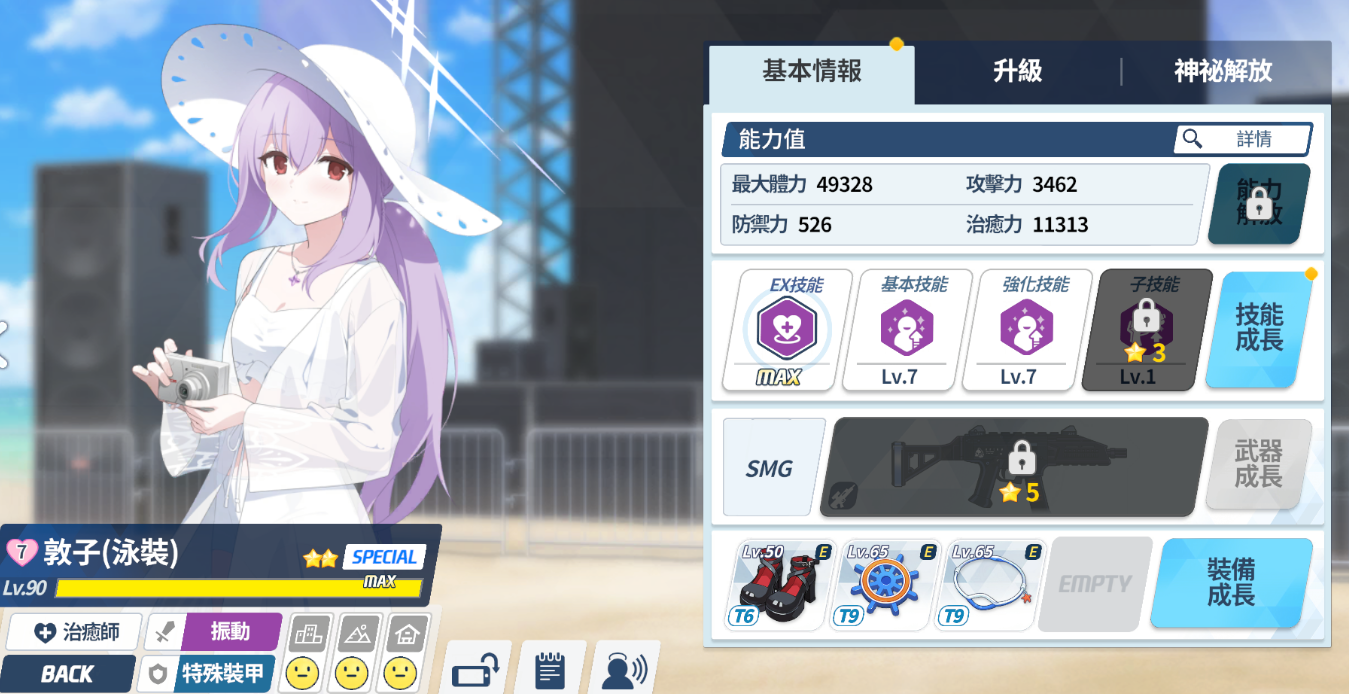 基本情報
升級
神祕解放
能力值
詳情
最大體力 49328
攻擊力 3462
防禦力 526
治癒力 11313
能力
解放
EX技能
基本技能
強化技能
子技能
MAX
Lv.7
Lv.7
3
Lv.1
技能
成長
SMG
5
武器
成長
Lv.50 E
T6
Lv.65 E
T9
Lv.65 E
T9
EMPTY
裝備
成長
7 敦子(泳裝)
SPECIAL
Lv.90
MAX
治癒師
振動
BACK
特殊裝甲